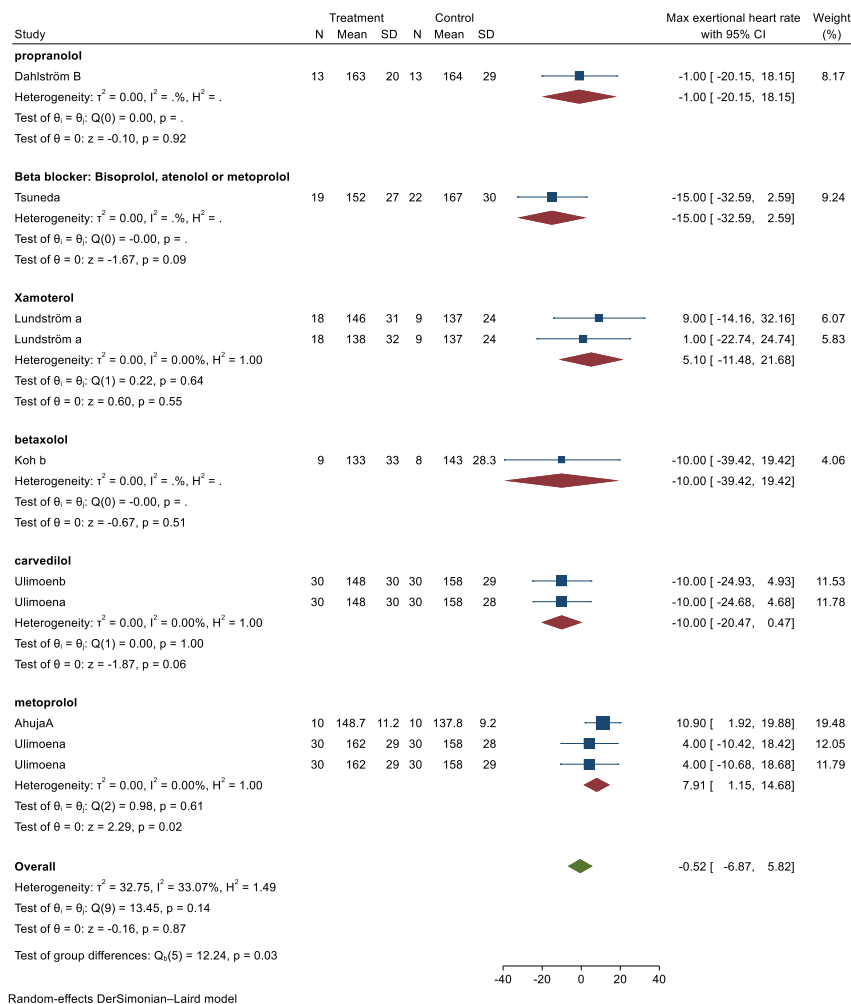 Treatment Control Max exertional heart rate Weight
Study N Mean SD N Mean SD with 95% CI (%)
propranolol
Dahlström B 13 163 20 13 164 29 -1.00 [ -20.15, 18.15] 8.17
Heterogeneity: τ² = 0.00, I² = .%, H² = . -1.00 [ -20.15, 18.15]
Test of θᵢ = θⱼ: Q(0) = 0.00, p = .
Test of θ = 0: z = -0.10, p = 0.92
Beta blocker: Bisoprolol, atenolol or metoprolol
Tsuneda 19 152 27 22 167 30 -15.00 [ -32.59, 2.59] 9.24
Heterogeneity: τ² = 0.00, I² = .%, H² = . -15.00 [ -32.59, 2.59]
Test of θᵢ = θⱼ: Q(0) = -0.00, p = .
Test of θ = 0: z = -1.67, p = 0.09
Xamoterol
Lundström a 18 146 31 9 137 24 9.00 [ -14.16, 32.16] 6.07
Lundström a 18 138 32 9 137 24 1.00 [ -22.74, 24.74] 5.83
Heterogeneity: τ² = 0.00, I² = 0.00%, H² = 1.00 5.10 [ -11.48, 21.68]
Test of θᵢ = θⱼ: Q(1) = 0.22, p = 0.64
Test of θ = 0: z = 0.60, p = 0.55
betaxolol
Koh b 9 133 33 8 143 28.3 -10.00 [ -39.42, 19.42] 4.06
Heterogeneity: τ² = 0.00, I² = .%, H² = . -10.00 [ -39.42, 19.42]
Test of θᵢ = θⱼ: Q(0) = -0.00, p = .
Test of θ = 0: z = -0.67, p = 0.51
carvedilol
Ulimoenb 30 148 30 30 158 29 -10.00 [ -24.93, 4.93] 11.53
Ulimoena 30 148 30 30 158 28 -10.00 [ -24.68, 4.68] 11.78
Heterogeneity: τ² = 0.00, I² = 0.00%, H² = 1.00 -10.00 [ -20.47, 0.47]
Test of θᵢ = θⱼ: Q(1) = 0.00, p = 1.00
Test of θ = 0: z = -1.87, p = 0.06
metoprolol
AhujaA 10 148.7 11.2 10 137.8 9.2 10.90 [ 1.92, 19.88] 19.48
Ulimoena 30 162 29 30 158 28 4.00 [ -10.42, 18.42] 12.05
Ulimoena 30 162 29 30 158 29 4.00 [ -10.68, 18.68] 11.79
Heterogeneity: τ² = 0.00, I² = 0.00%, H² = 1.00 7.91 [ 1.15, 14.68]
Test of θᵢ = θⱼ: Q(2) = 0.98, p = 0.61
Test of θ = 0: z = 2.29, p = 0.02
Overall -0.52 [ -6.87, 5.82]
Heterogeneity: τ² = 32.75, I² = 33.07%, H² = 1.49
Test of θᵢ = θⱼ: Q(9) = 13.45, p = 0.14
Test of θ = 0: z = -0.16, p = 0.87
Test of group differences: Q_b(5) = 12.24, p = 0.03
-40 -20 0 20 40
Random-effects DerSimonian–Laird model